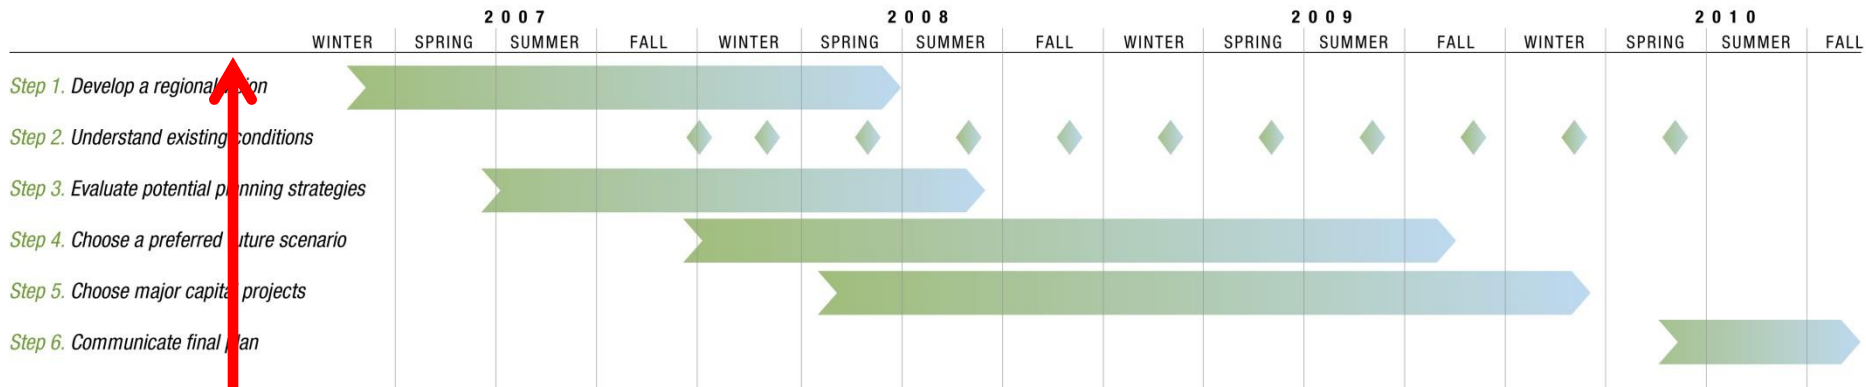 2007 2008 2009 2010
WINTER SPRING SUMMER FALL WINTER SPRING SUMMER FALL WINTER SPRING SUMMER FALL WINTER SPRING SUMMER FALL
Step 1. Develop a regional
Step 2. Understand existing conditions
Step 3. Evaluate potential planning strategies
Step 4. Choose a preferred future scenario
Step 5. Choose major capital projects
Step 6. Communicate final plan